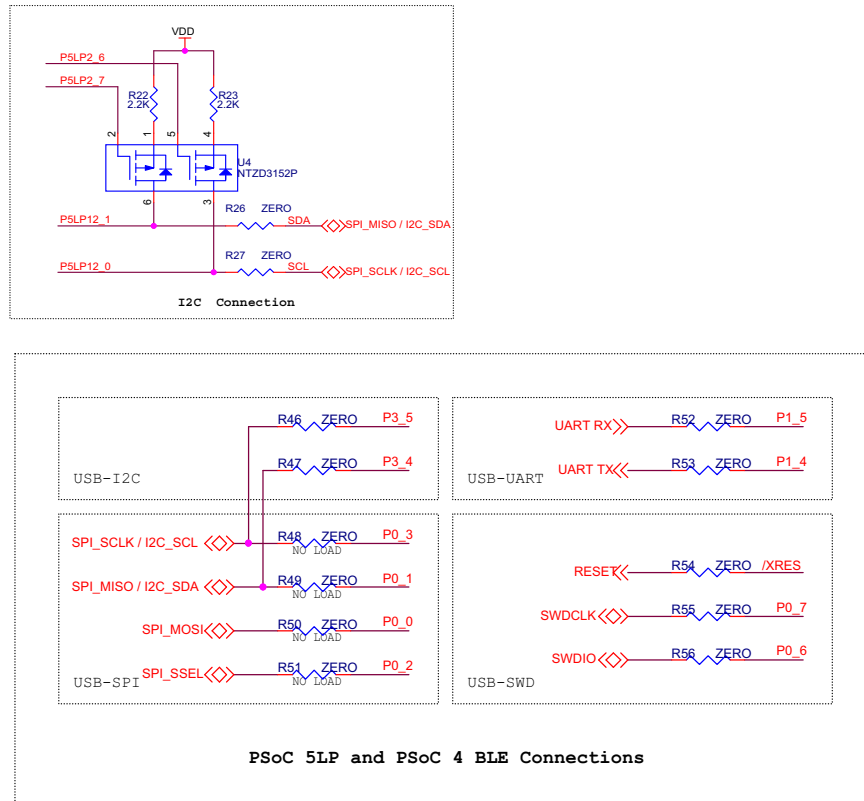 VDD
P5LP2_6
P5LP2_7
R22 R23
2.2K 2.2K
2 1 5 4
U4
NTZD3152P
6 3
R26 ZERO
P5LP12_1 SDA SPI_MISO / I2C_SDA
R27 ZERO
P5LP12_0 SCL SPI_SCLK / I2C_SCL
I2C Connection
R46 ZERO P3_5
R47 ZERO P3_4
USB-I2C
UART RX R52 ZERO P1_5
UART TX R53 ZERO P1_4
USB-UART
SPI_SCLK / I2C_SCL R48 ZERO P0_3
NO LOAD
SPI_MISO / I2C_SDA R49 ZERO P0_1
NO LOAD
SPI_MOSI R50 ZERO P0_0
NO LOAD
SPI_SSEL R51 ZERO P0_2
NO LOAD
USB-SPI
RESET R54 ZERO /XRES
SWDCLK R55 ZERO P0_7
SWDIO R56 ZERO P0_6
USB-SWD
PSoC 5LP and PSoC 4 BLE Connections